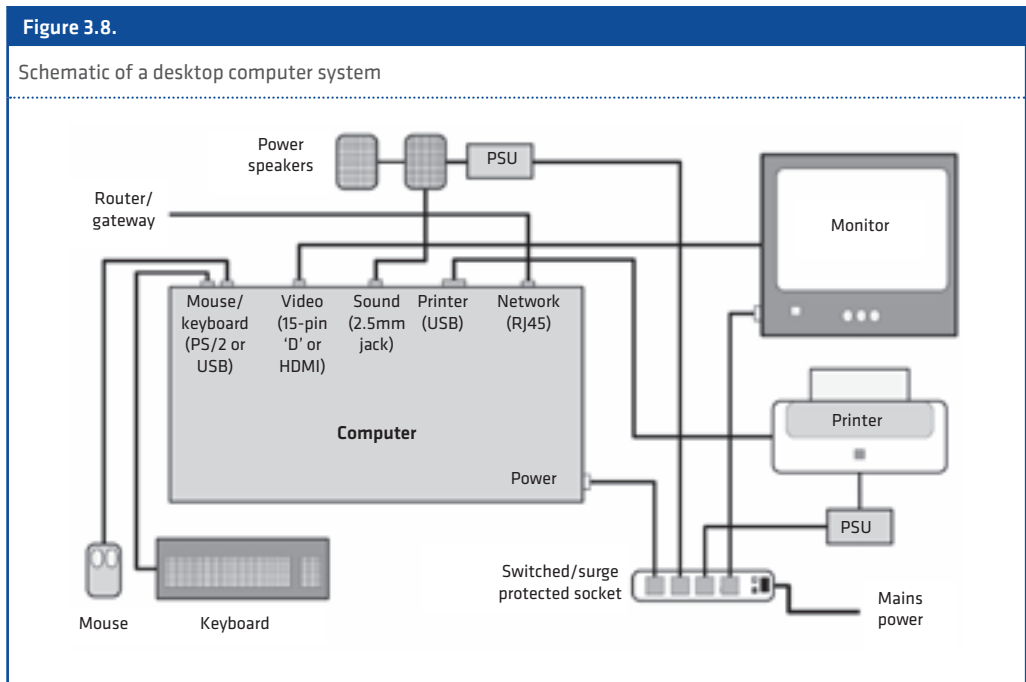 Figure 3.8.
Schematic of a desktop computer system
Power
speakers
PSU
Router/
gateway
Monitor
Mouse/
keyboard
(PS/2 or
USB)
Video
(15-pin
'D' or
HDMI)
Sound
(2.5mm
jack)
Printer
(USB)
Network
(RJ45)
Computer
Power
Printer
PSU
Switched/surge
protected socket
Mains
power
Mouse
Keyboard